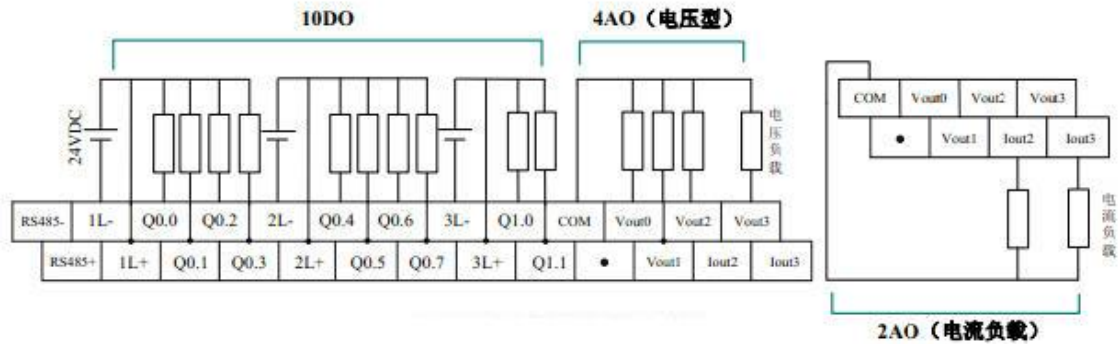 10DO
4AO（电压型）
24VDC
电压负载
RS485- 1L- Q0.0 Q0.2 2L- Q0.4 Q0.6 3L- Q1.0 COM Vout0 Vout2 Vout3
RS485+ 1L+ Q0.1 Q0.3 2L+ Q0.5 Q0.7 3L+ Q1.1 • Vout1 Iout2 Iout3
COM Vout0 Vout2 Vout3
• Vout1 Iout2 Iout3
电流负载
2AO（电流负载）